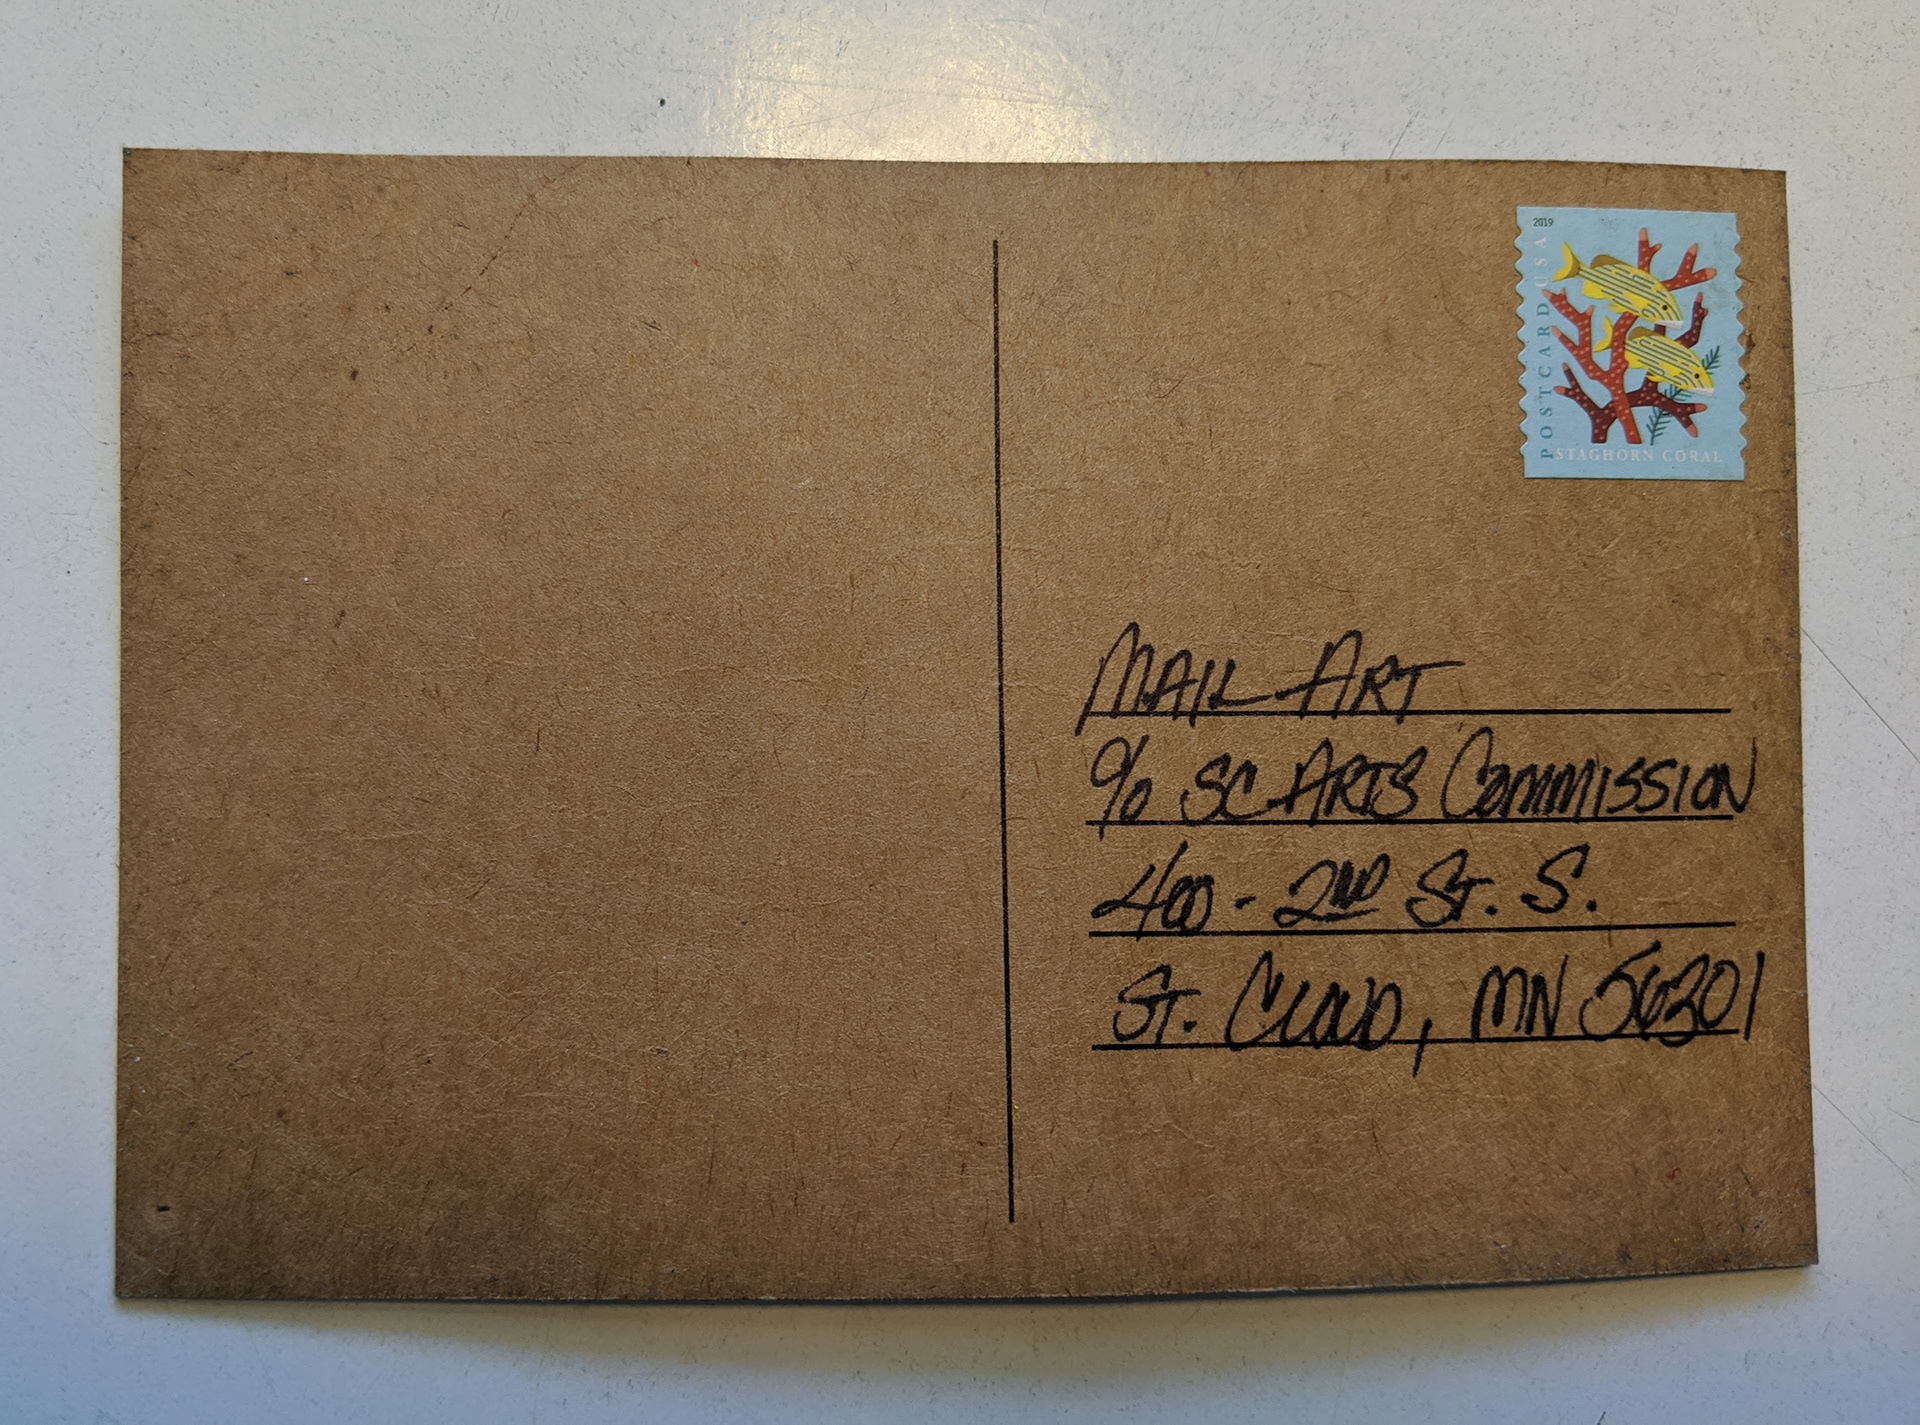 2019
POSTCARD USA
STAGHORN CORAL
MAIL ART
c/o SC ARTS COMMISSION
400 - 2ND ST. S.
ST. CLOUD, MN 56301